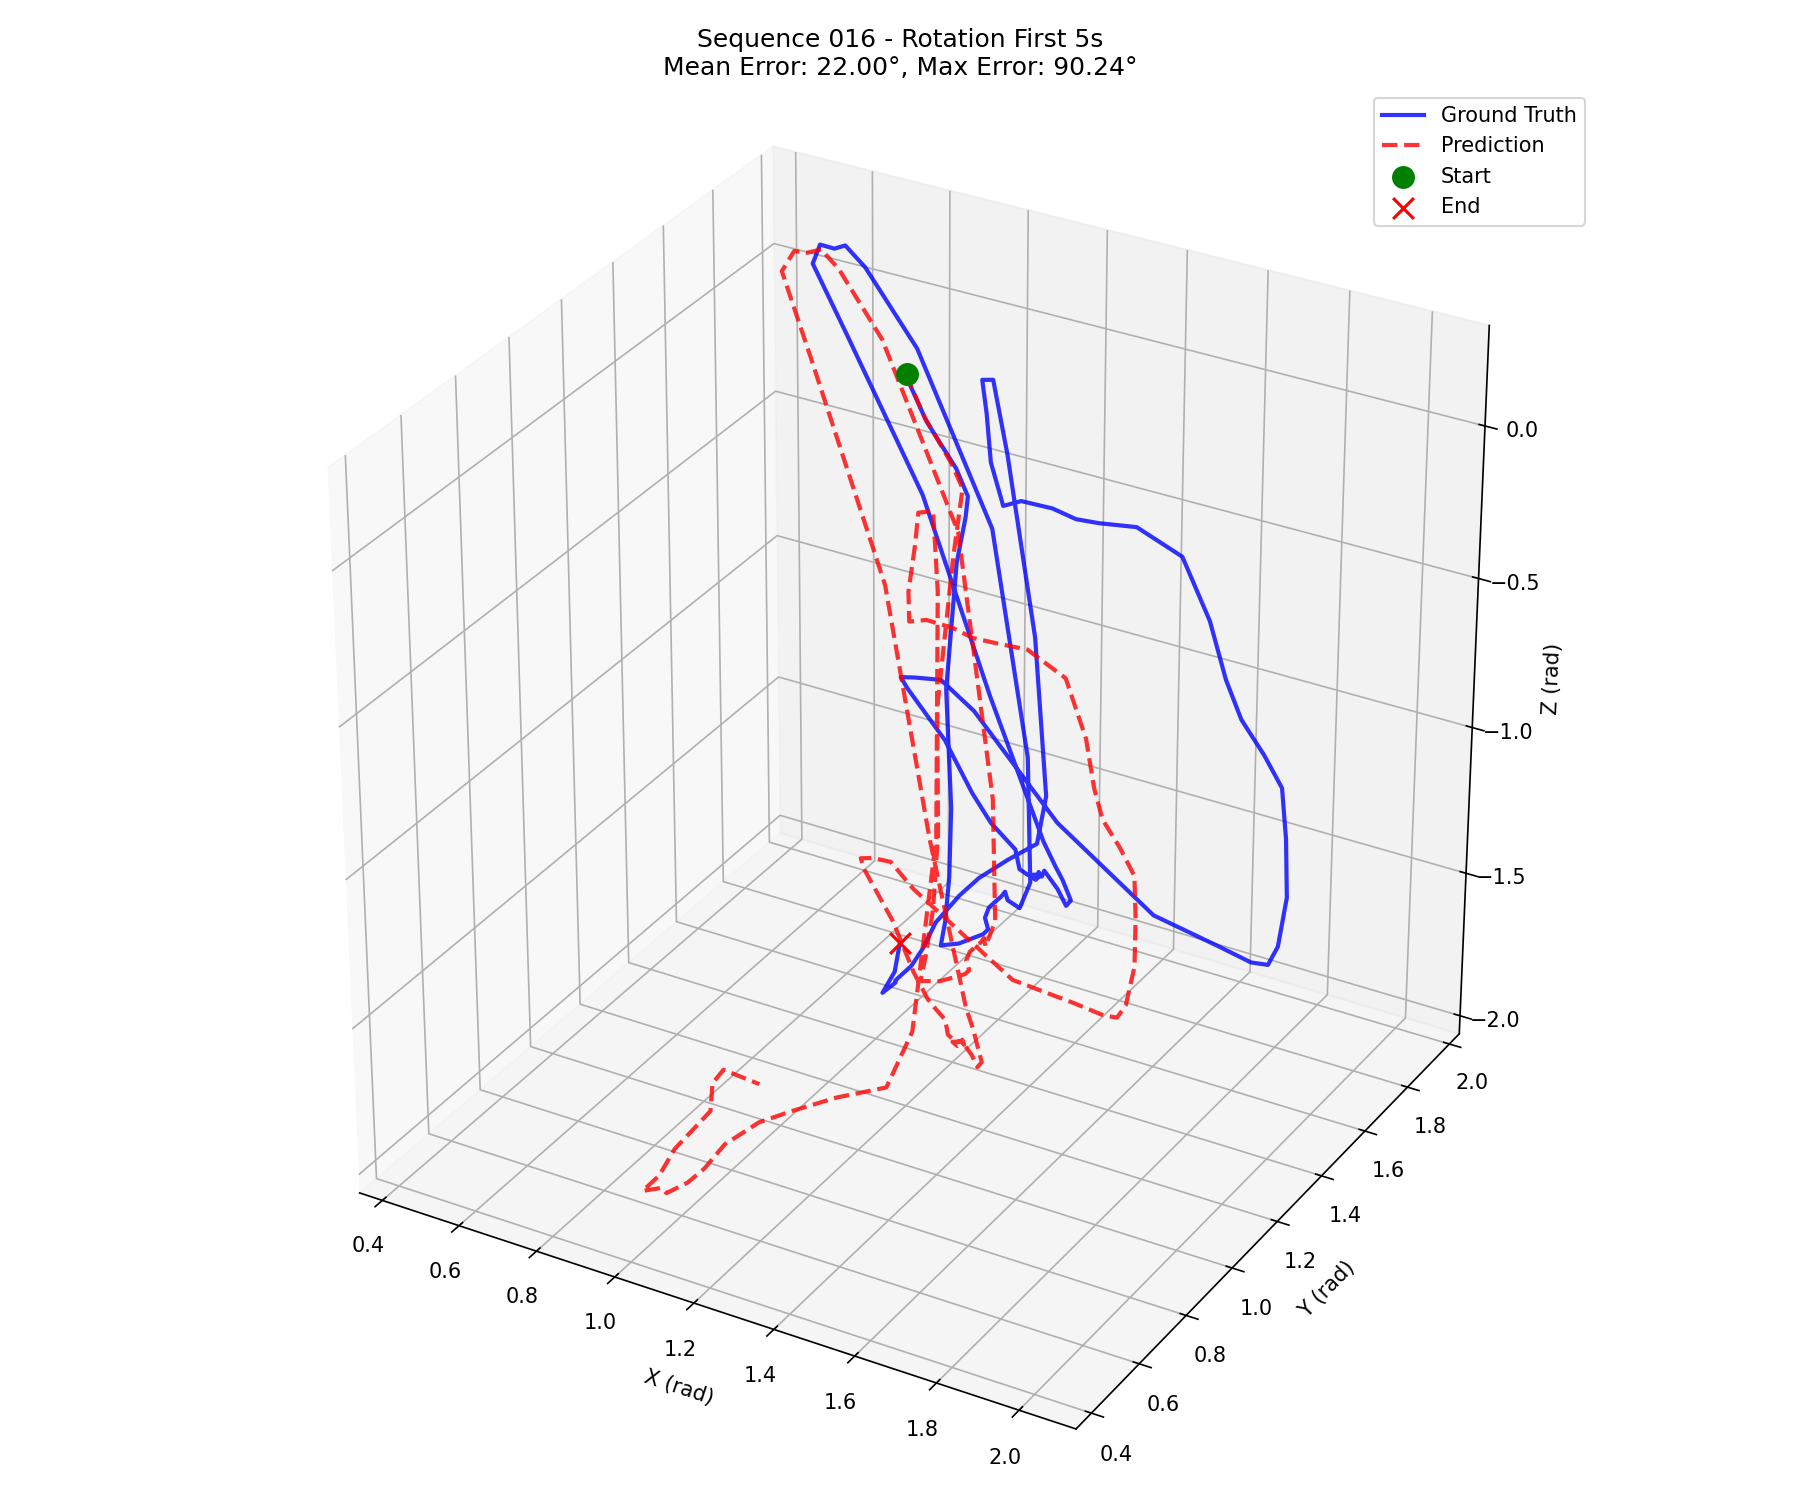 Sequence 016 - Rotation First 5s
Mean Error: 22.00°, Max Error: 90.24°
Ground Truth
Prediction
Start
End
0.0
−0.5
−1.0
−1.5
−2.0
Z (rad)
2.0
1.8
1.6
1.4
1.2
1.0
0.8
0.6
0.4
Y (rad)
0.4
0.6
0.8
1.0
1.2
1.4
1.6
1.8
2.0
X (rad)